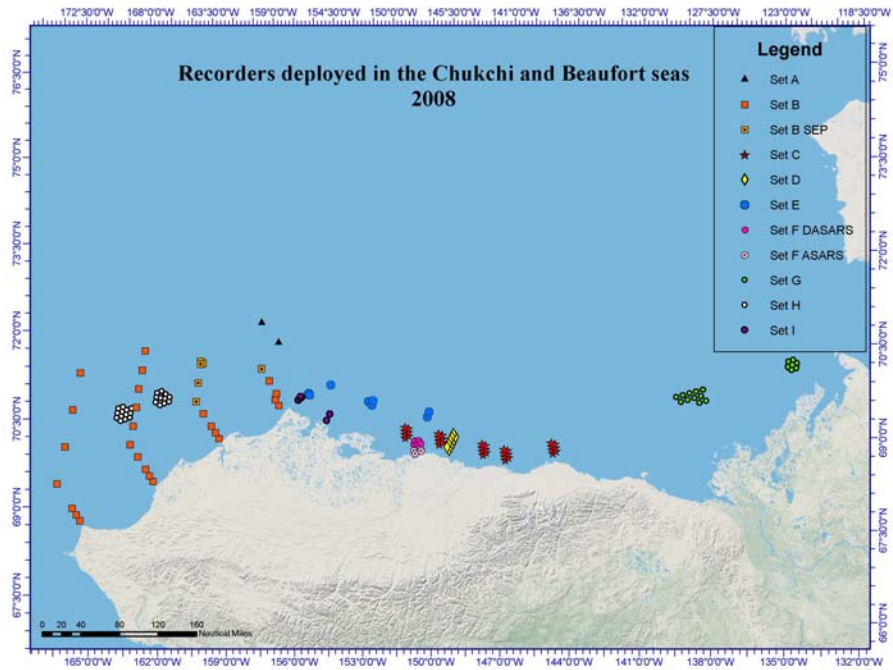 172°30'0"W 168°0'0"W 163°30'0"W 159°0'0"W 154°30'0"W 150°0'0"W 145°30'0"W 141°0'0"W 136°30'0"W 132°0'0"W 127°30'0"W 123°0'0"W 118°30'0"W
Recorders deployed in the Chukchi and Beaufort seas
2008
Legend
Set A
Set B
Set B SEP
Set C
Set D
Set E
Set F DASARS
Set F ASARS
Set G
Set H
Set I
76°30'0"N
75°0'0"N
73°30'0"N
72°0'0"N
70°30'0"N
69°0'0"N
67°30'0"N
75°0'0"N
73°30'0"N
72°0'0"N
70°30'0"N
69°0'0"N
67°30'0"N
66°0'0"N
0 20 40 80 120 160
Nautical Miles
165°0'0"W 162°0'0"W 159°0'0"W 156°0'0"W 153°0'0"W 150°0'0"W 147°0'0"W 144°0'0"W 141°0'0"W 138°0'0"W 135°0'0"W 132°0'0"W